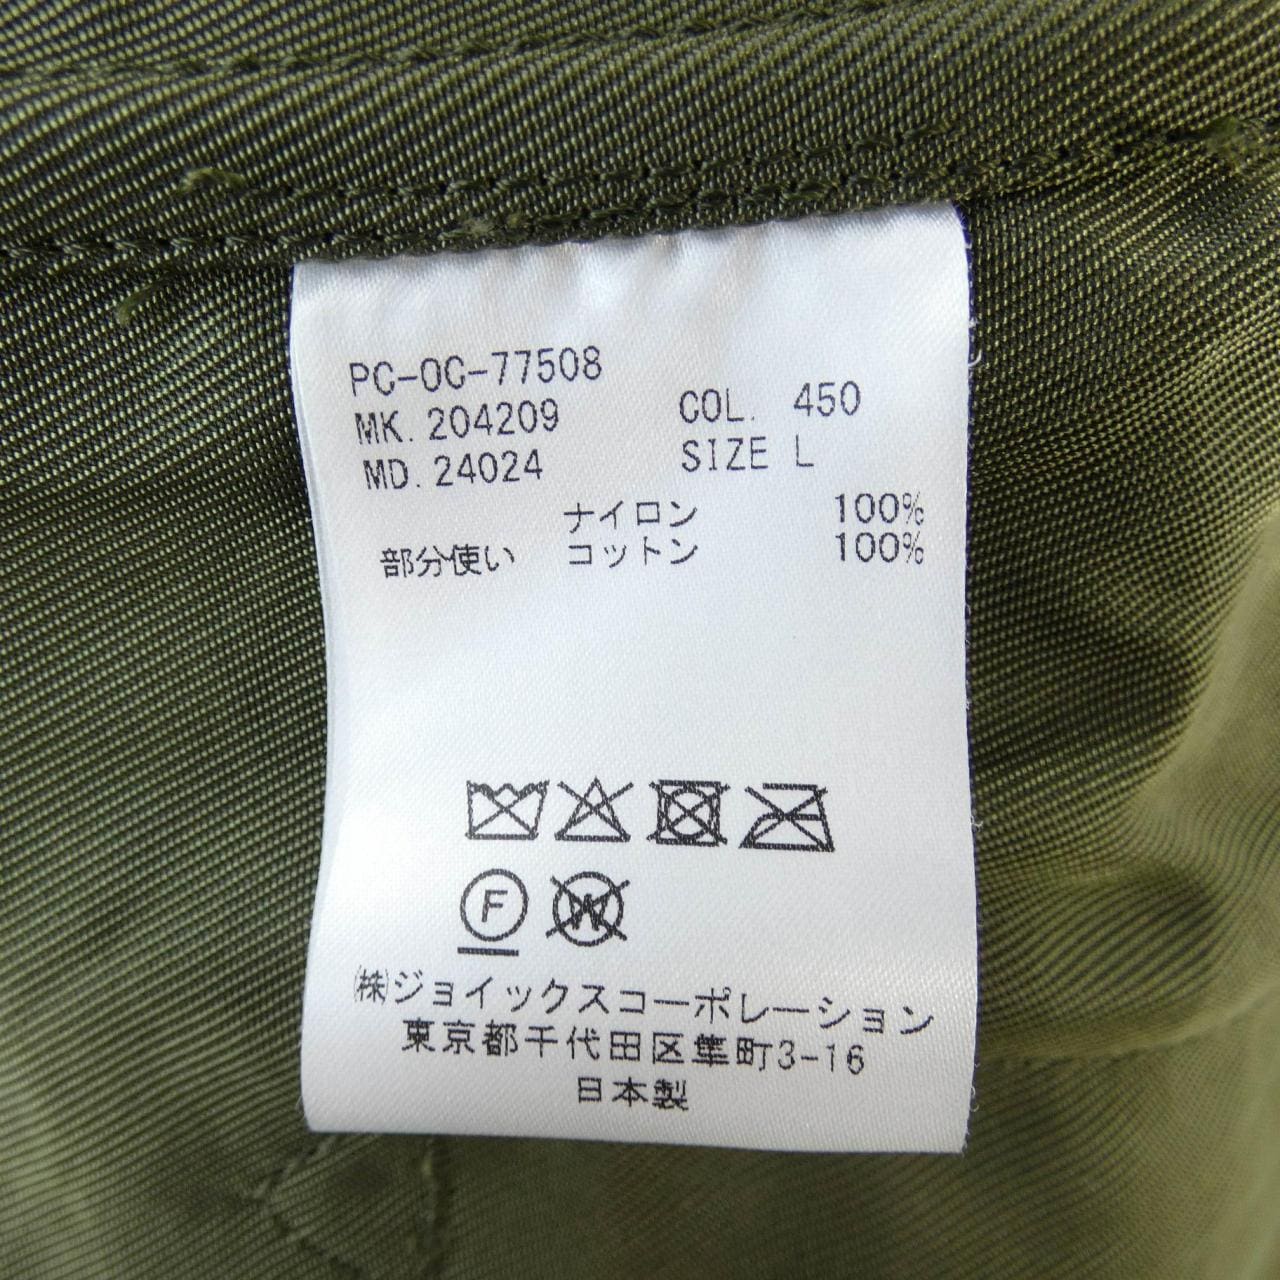 PC-OC-77508
MK. 204209 COL. 450
MD. 24024 SIZE L
ナイロン 100%
部分使い コットン 100%
F W
㈱ジョイックスコーポレーション
東京都千代田区隼町3-16
日本製